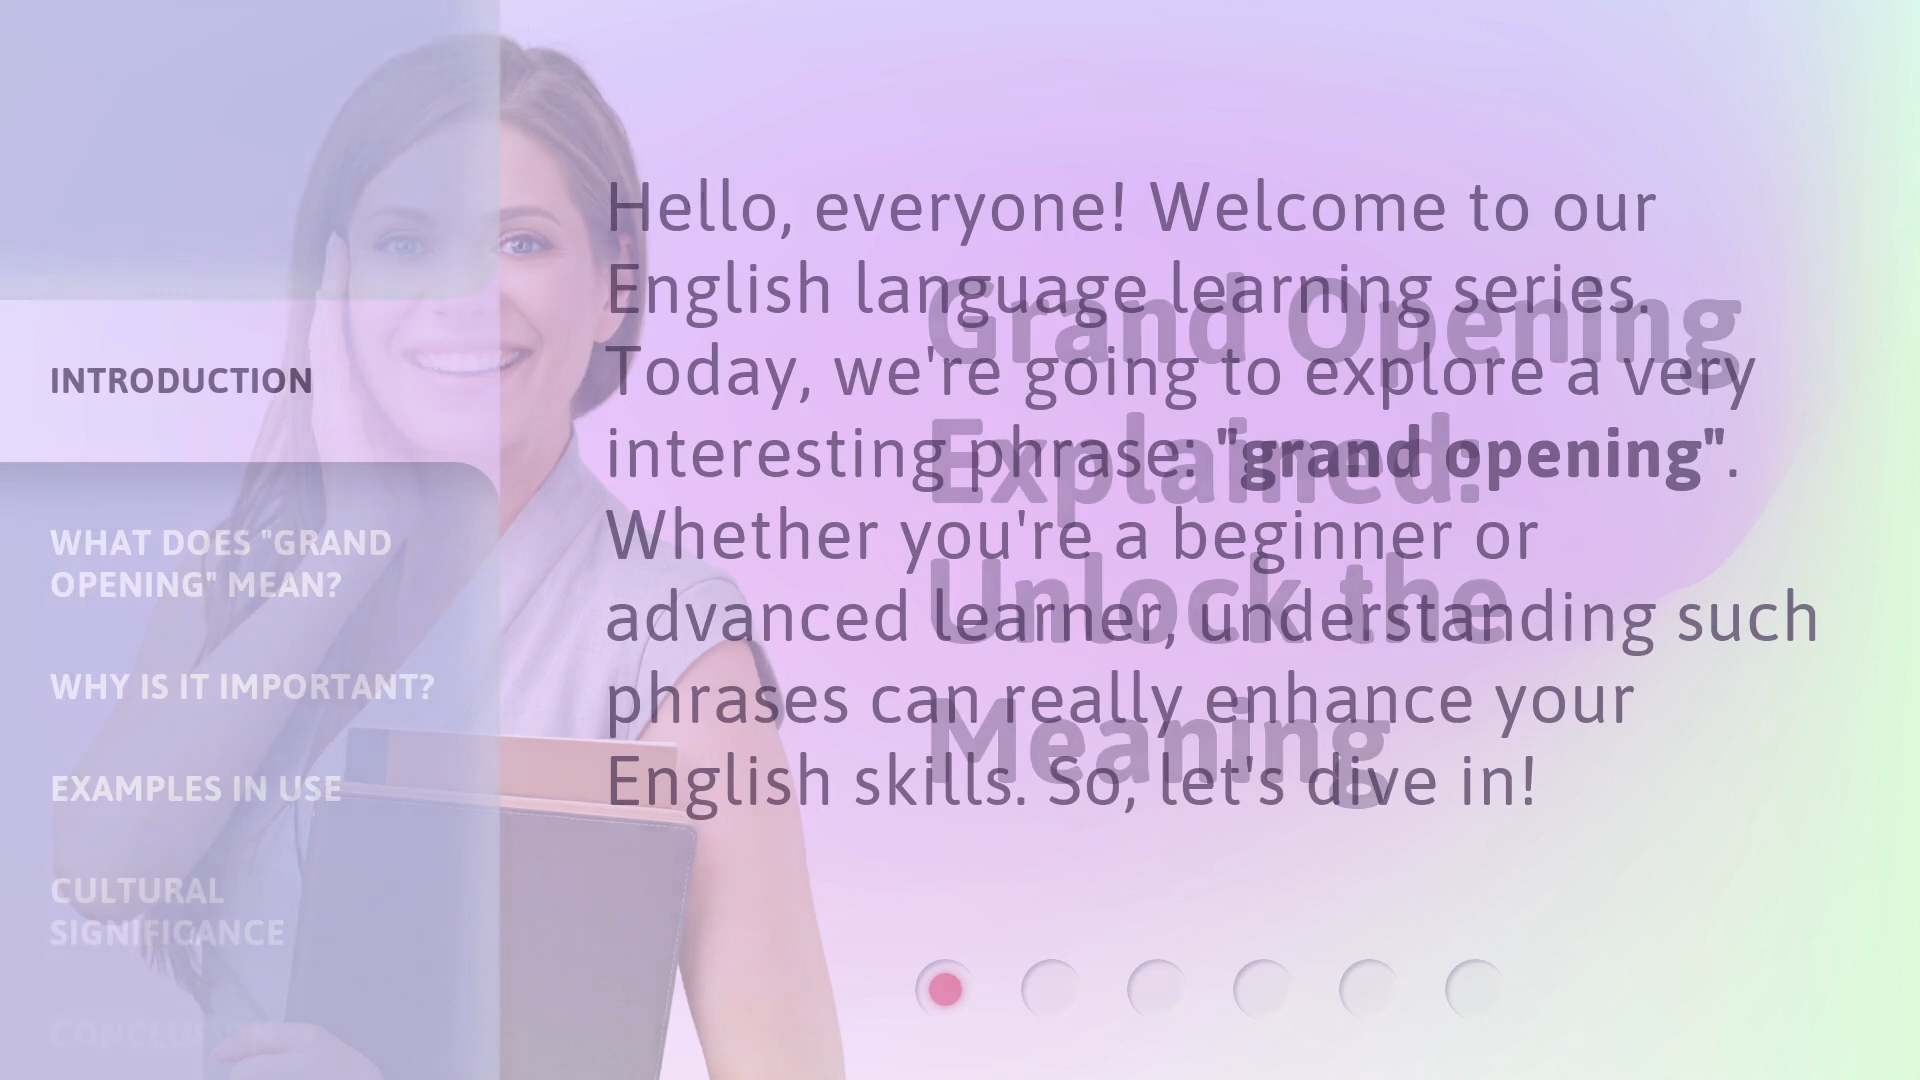 INTRODUCTION
WHAT DOES "GRAND
OPENING" MEAN?
WHY IS IT IMPORTANT?
EXAMPLES IN USE
CULTURAL
SIGNIFICANCE
Hello, everyone! Welcome to our
English language learning series.
Today, we're going to explore a very
interesting phrase: "grand opening".
Whether you're a beginner or
advanced learner, understanding such
phrases can really enhance your
English skills. So, let's dive in!
Grand Opening
Explained:
Unlock the
Meaning